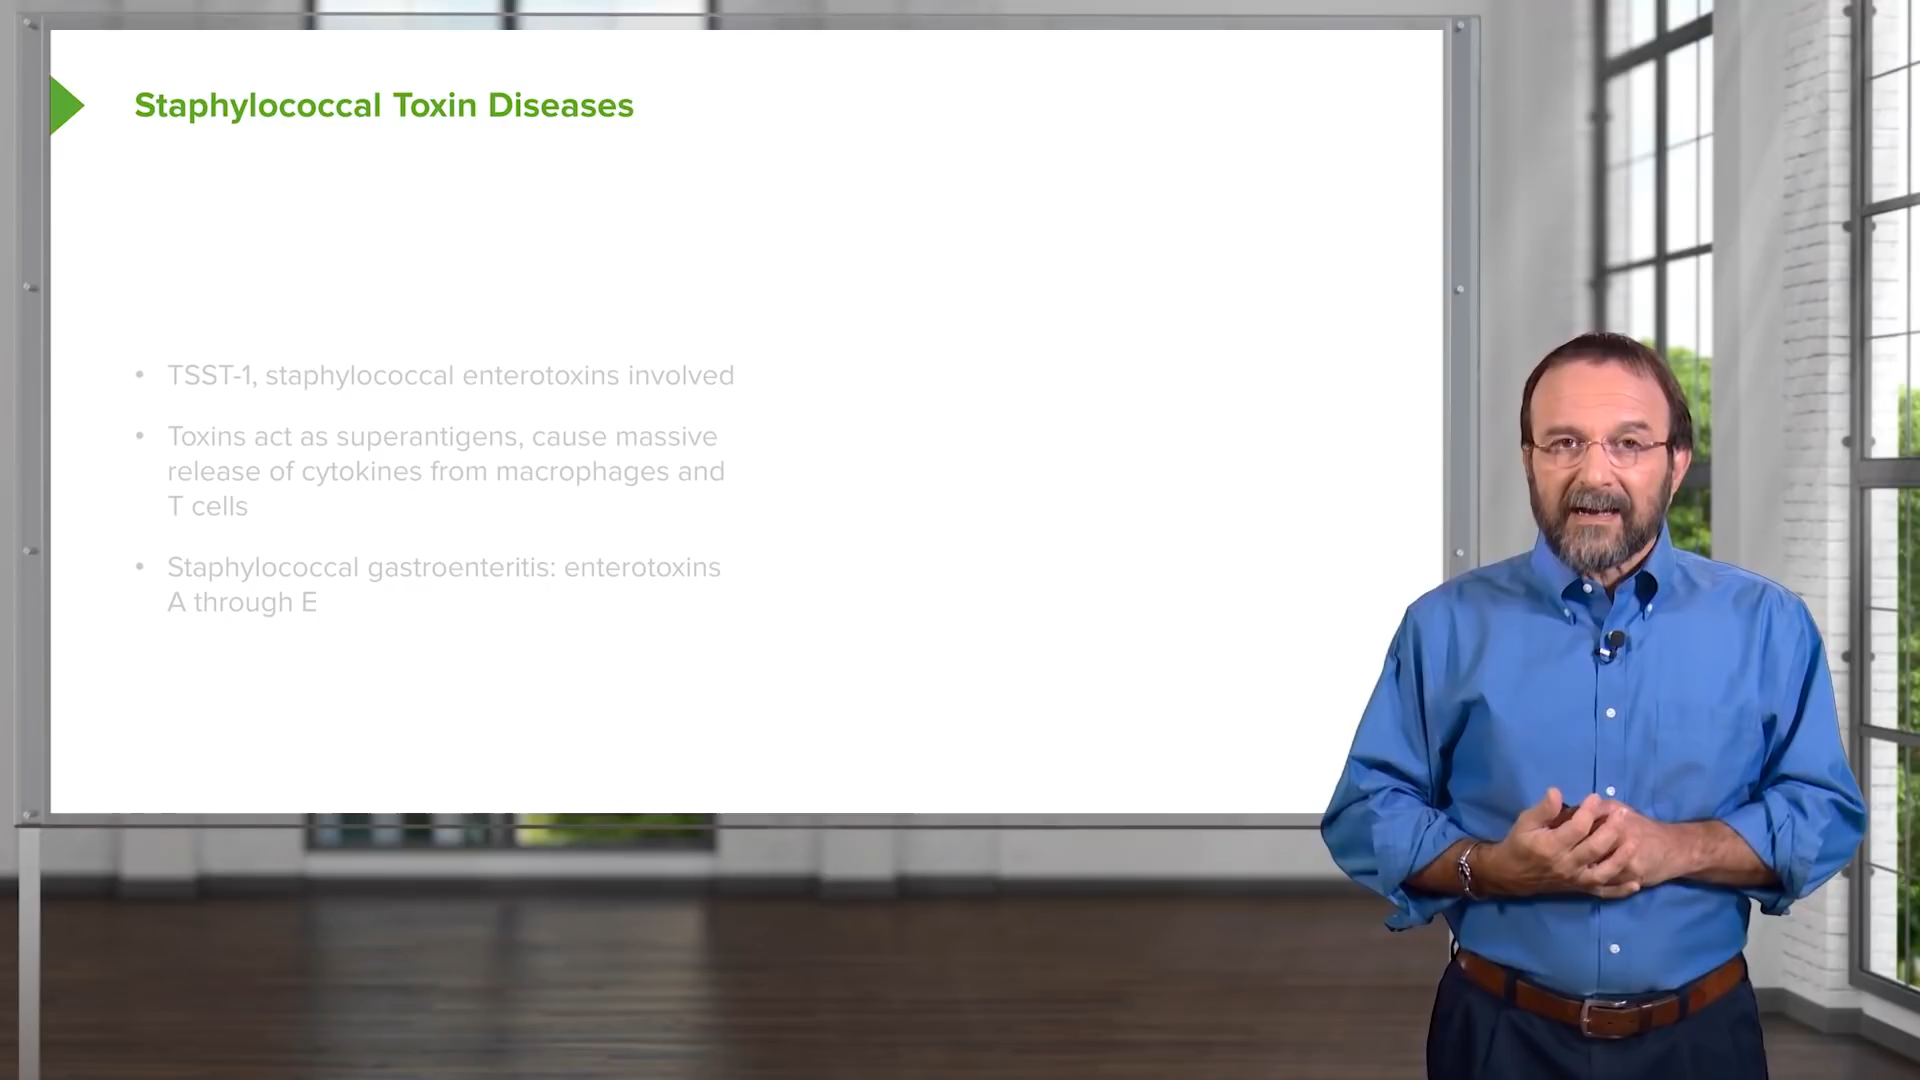 Staphylococcal Toxin Diseases
• TSST-1, staphylococcal enterotoxins involved
• Toxins act as superantigens, cause massive
release of cytokines from macrophages and
T cells
• Staphylococcal gastroenteritis: enterotoxins
A through E